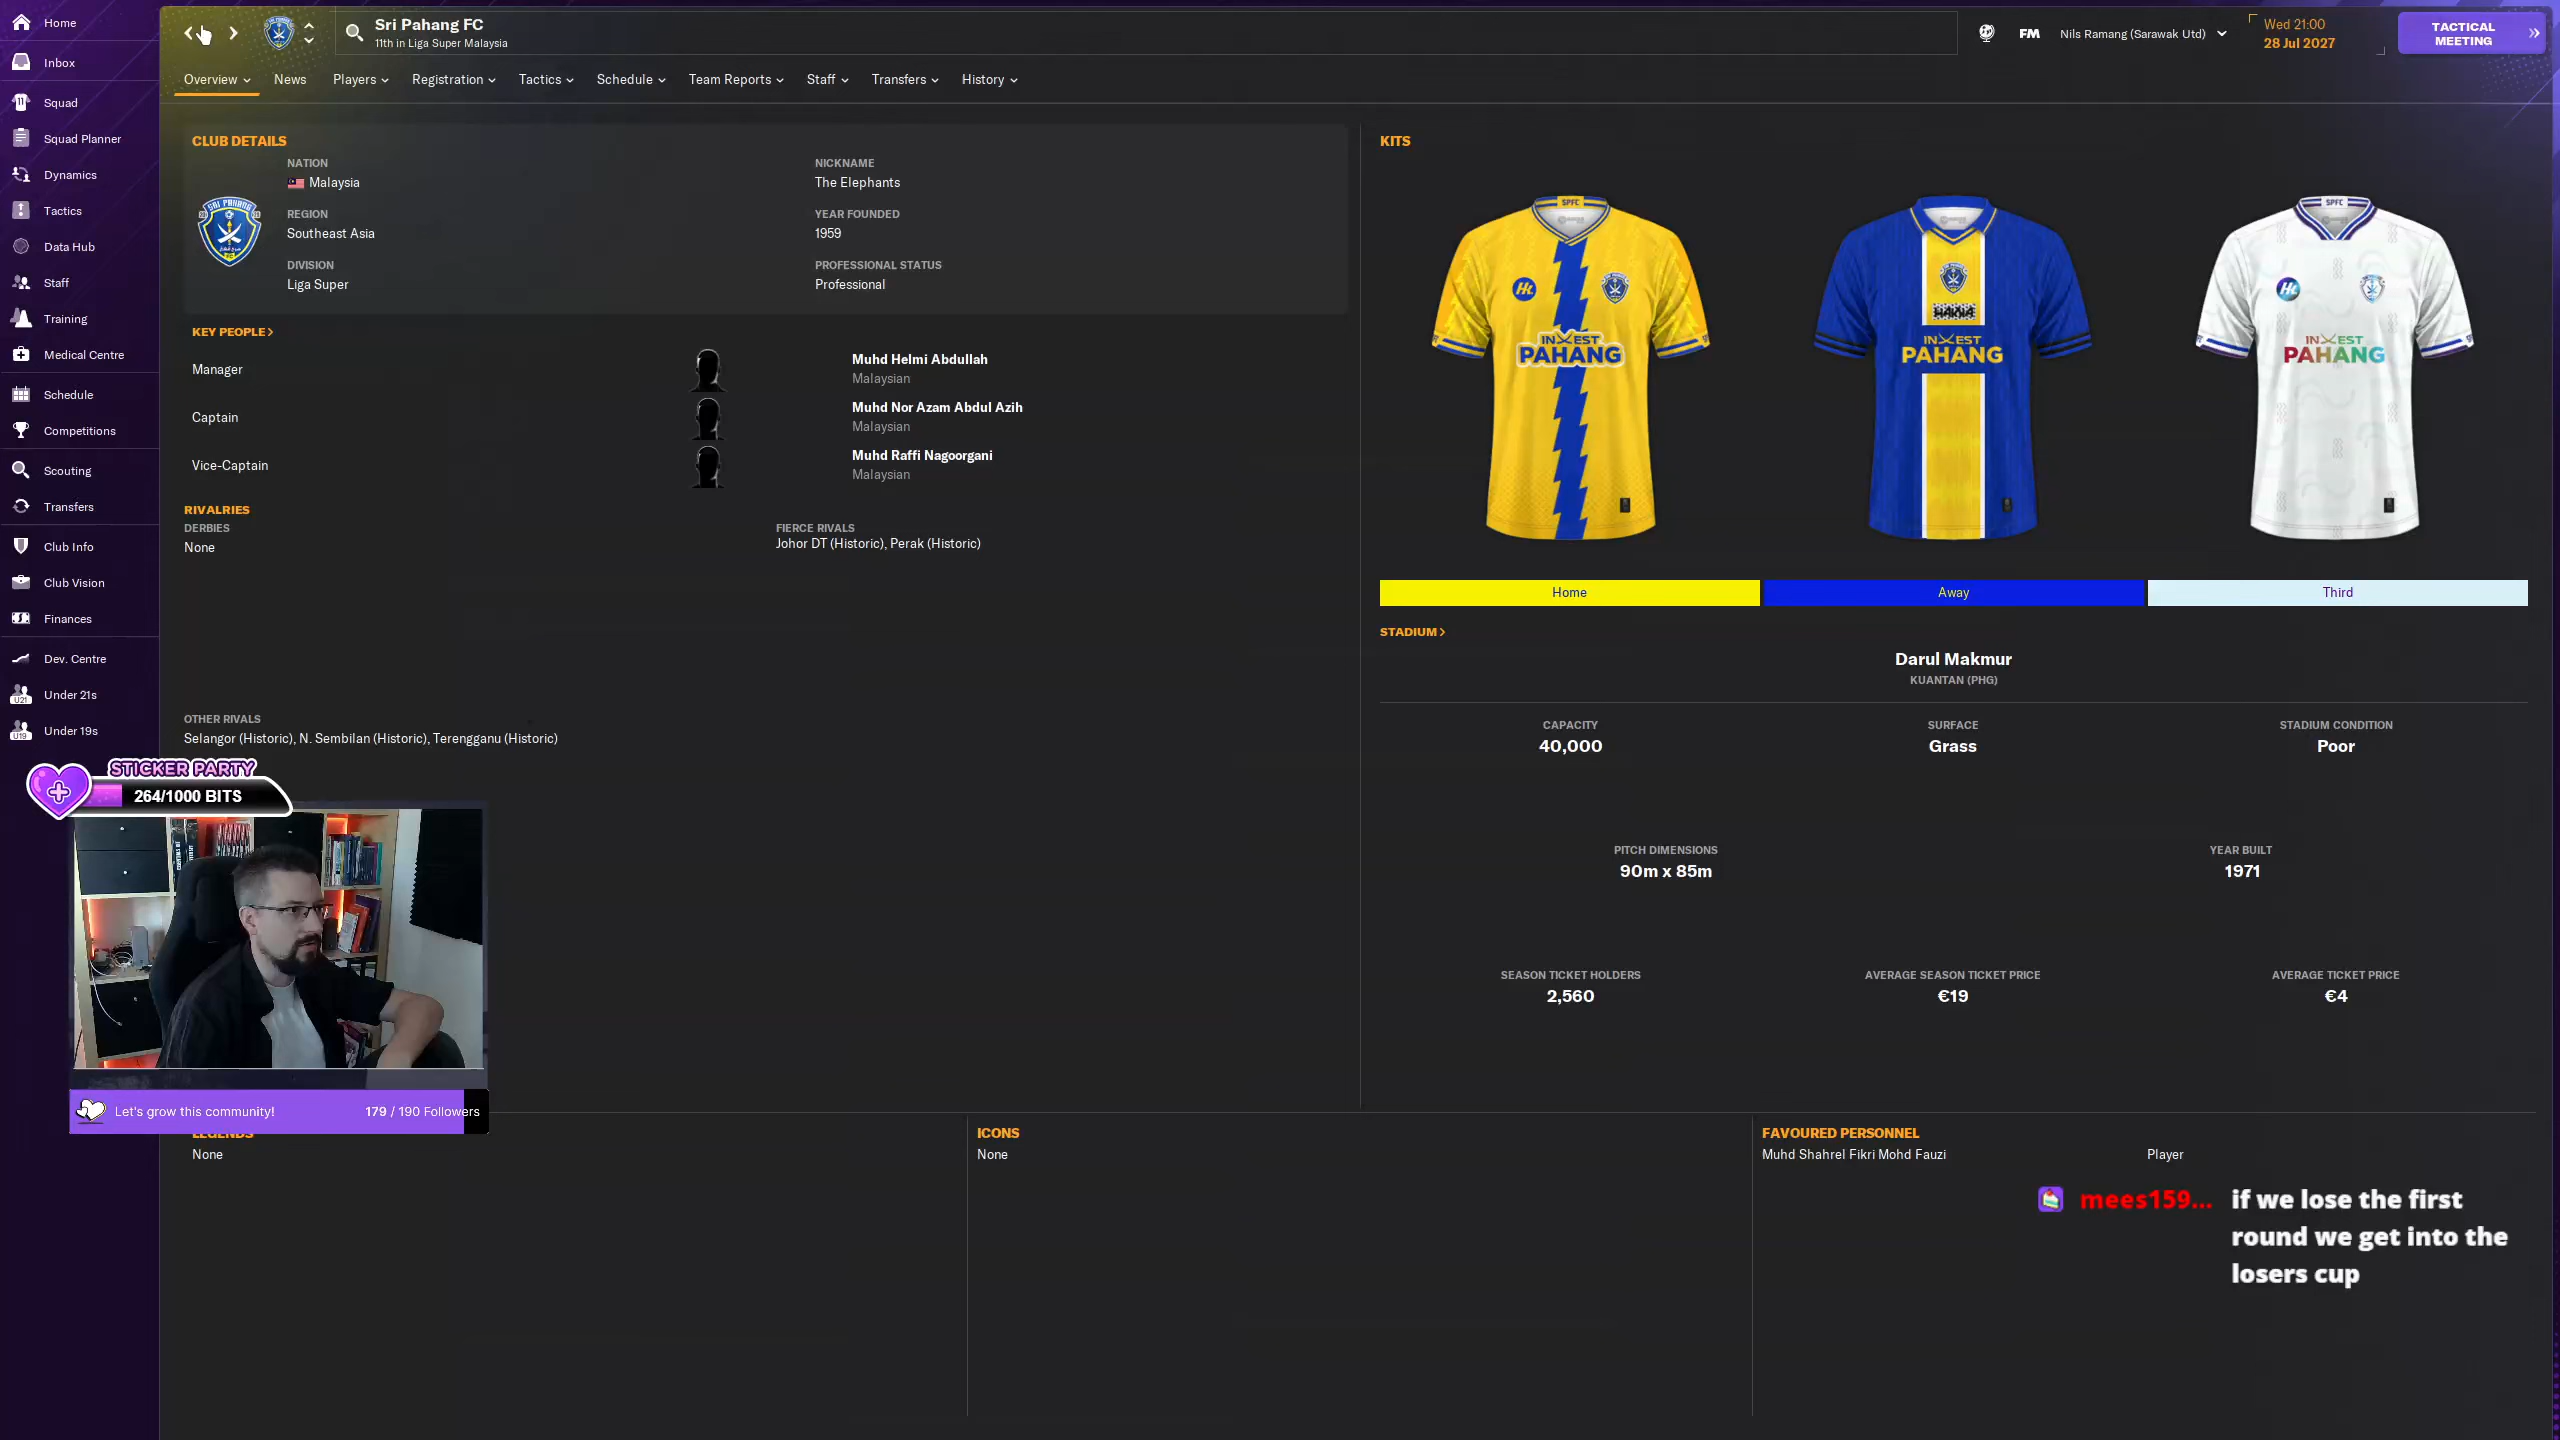 Home
Inbox
Squad
Squad Planner
Dynamics
Tactics
Data Hub
Staff
Training
Medical Centre
Schedule
Competitions
Scouting
Transfers
Club Info
Club Vision
Finances
Dev. Centre
Under 21s
Under 19s
Sri Pahang FC
11th in Liga Super Malaysia
FM
Nils Ramang (Sarawak Utd)
Wed 21:00
28 Jul 2027
TACTICAL
MEETING
Overview News Players Registration Tactics Schedule Team Reports Staff Transfers History
CLUB DETAILS
NATION
Malaysia
REGION
Southeast Asia
DIVISION
Liga Super
NICKNAME
The Elephants
YEAR FOUNDED
1959
PROFESSIONAL STATUS
Professional
SRI PAHANG
FC
KEY PEOPLE
Manager
Muhd Helmi Abdullah
Malaysian
Captain
Muhd Nor Azam Abdul Azih
Malaysian
Vice-Captain
Muhd Raffi Nagoorgani
Malaysian
RIVALRIES
DERBIES
None
FIERCE RIVALS
Johor DT (Historic), Perak (Historic)
OTHER RIVALS
Selangor (Historic), N. Sembilan (Historic), Terengganu (Historic)
KITS
SPFC
INVEST
PAHANG
INVEST
PAHANG
SPFC
INVEST
PAHANG
Home
Away
Third
STADIUM
Darul Makmur
KUANTAN (PHG)
CAPACITY
40,000
SURFACE
Grass
STADIUM CONDITION
Poor
PITCH DIMENSIONS
90m x 85m
YEAR BUILT
1971
SEASON TICKET HOLDERS
2,560
AVERAGE SEASON TICKET PRICE
€19
AVERAGE TICKET PRICE
€4
STICKER PARTY
264/1000 BITS
Let's grow this community! 179 / 190 Followers
LEGENDS
None
ICONS
None
FAVOURED PERSONNEL
Muhd Shahrel Fikri Mohd Fauzi Player
mees159... if we lose the first
round we get into the
losers cup